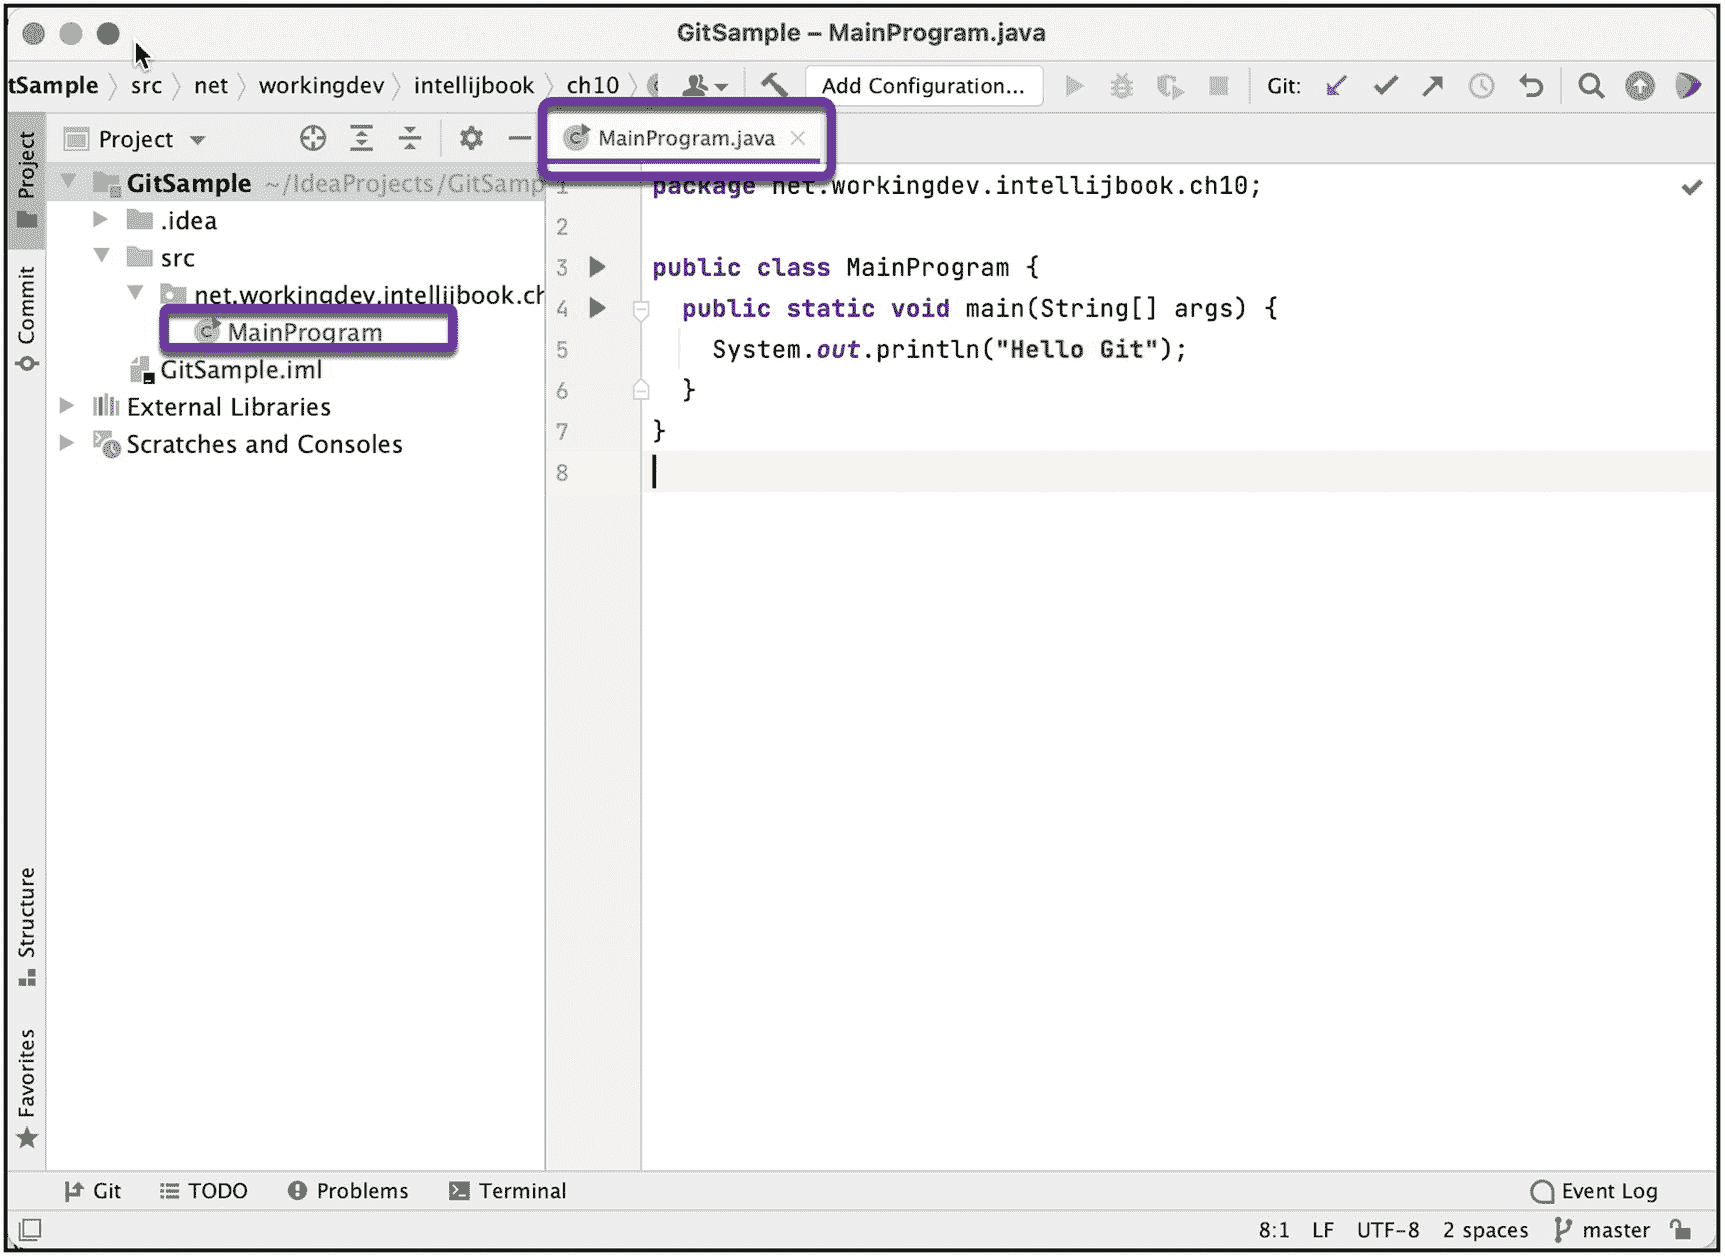 GitSample – MainProgram.java
tSample src net workingdev intellijbook ch10 Add Configuration... Git:
Project
MainProgram.java
Project
Commit
Structure
Favorites
GitSample ~/IdeaProjects/GitSamp
.idea
src
net.workingdev.intellijbook.ch
MainProgram
GitSample.iml
External Libraries
Scratches and Consoles
1 package net.workingdev.intellijbook.ch10;
2
3 public class MainProgram {
4 public static void main(String[] args) {
5 System.out.println("Hello Git");
6 }
7 }
8
Git TODO Problems Terminal Event Log
8:1 LF UTF-8 2 spaces master